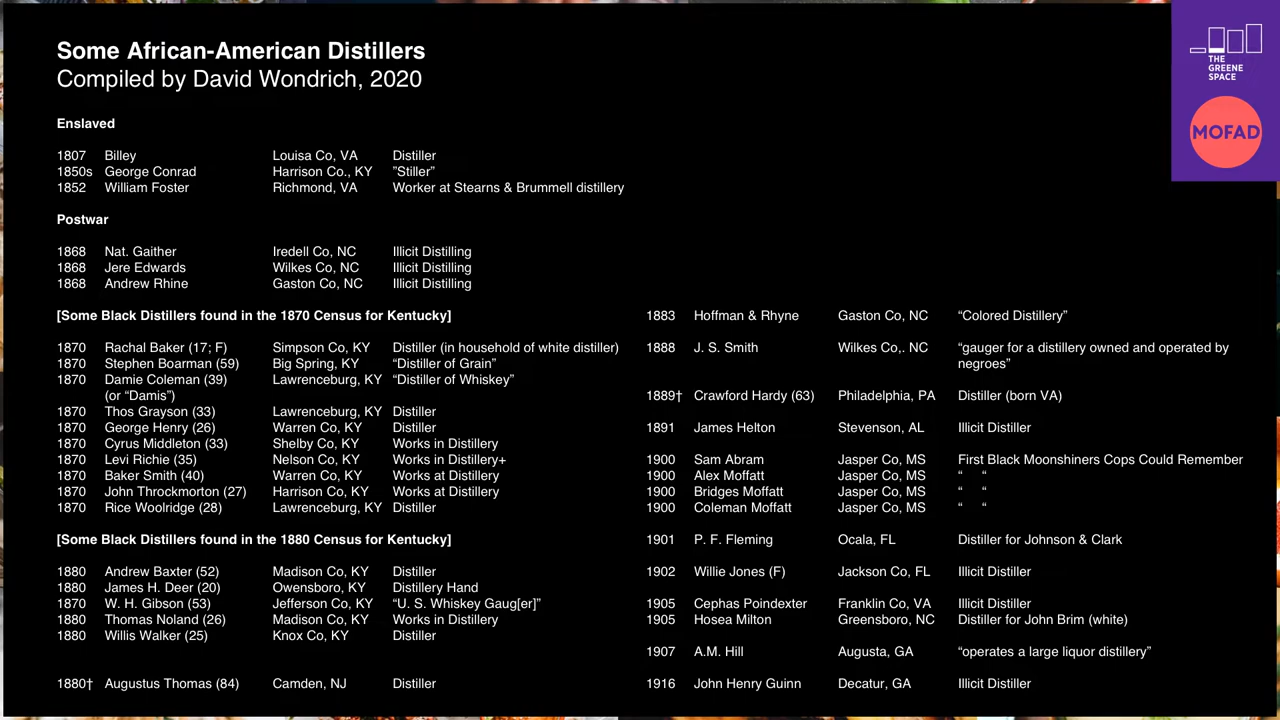 Some African-American Distillers
Compiled by David Wondrich, 2020
Enslaved
1807 Billey Louisa Co, VA Distiller
1850s George Conrad Harrison Co., KY ”Stiller”
1852 William Foster Richmond, VA Worker at Stearns & Brummell distillery
Postwar
1868 Nat. Gaither Iredell Co, NC Illicit Distilling
1868 Jere Edwards Wilkes Co, NC Illicit Distilling
1868 Andrew Rhine Gaston Co, NC Illicit Distilling
[Some Black Distillers found in the 1870 Census for Kentucky]
1870 Rachal Baker (17; F) Simpson Co, KY Distiller (in household of white distiller)
1870 Stephen Boarman (59) Big Spring, KY “Distiller of Grain”
1870 Damie Coleman (39) Lawrenceburg, KY “Distiller of Whiskey”
(or “Damis”)
1870 Thos Grayson (33) Lawrenceburg, KY Distiller
1870 George Henry (26) Warren Co, KY Distiller
1870 Cyrus Middleton (33) Shelby Co, KY Works in Distillery
1870 Levi Richie (35) Nelson Co, KY Works in Distillery+
1870 Baker Smith (40) Warren Co, KY Works at Distillery
1870 John Throckmorton (27) Harrison Co, KY Works at Distillery
1870 Rice Woolridge (28) Lawrenceburg, KY Distiller
[Some Black Distillers found in the 1880 Census for Kentucky]
1880 Andrew Baxter (52) Madison Co, KY Distiller
1880 James H. Deer (20) Owensboro, KY Distillery Hand
1870 W. H. Gibson (53) Jefferson Co, KY “U. S. Whiskey Gaug[er]”
1880 Thomas Noland (26) Madison Co, KY Works in Distillery
1880 Willis Walker (25) Knox Co, KY Distiller
1880† Augustus Thomas (84) Camden, NJ Distiller
1883 Hoffman & Rhyne Gaston Co, NC “Colored Distillery”
1888 J. S. Smith Wilkes Co,. NC “gauger for a distillery owned and operated by
negroes”
1889† Crawford Hardy (63) Philadelphia, PA Distiller (born VA)
1891 James Helton Stevenson, AL Illicit Distiller
1900 Sam Abram Jasper Co, MS First Black Moonshiners Cops Could Remember
1900 Alex Moffatt Jasper Co, MS “ “
1900 Bridges Moffatt Jasper Co, MS “ “
1900 Coleman Moffatt Jasper Co, MS “ “
1901 P. F. Fleming Ocala, FL Distiller for Johnson & Clark
1902 Willie Jones (F) Jackson Co, FL Illicit Distiller
1905 Cephas Poindexter Franklin Co, VA Illicit Distiller
1905 Hosea Milton Greensboro, NC Distiller for John Brim (white)
1907 A.M. Hill Augusta, GA “operates a large liquor distillery”
1916 John Henry Guinn Decatur, GA Illicit Distiller
THE
GREENE
SPACE
MOFAD